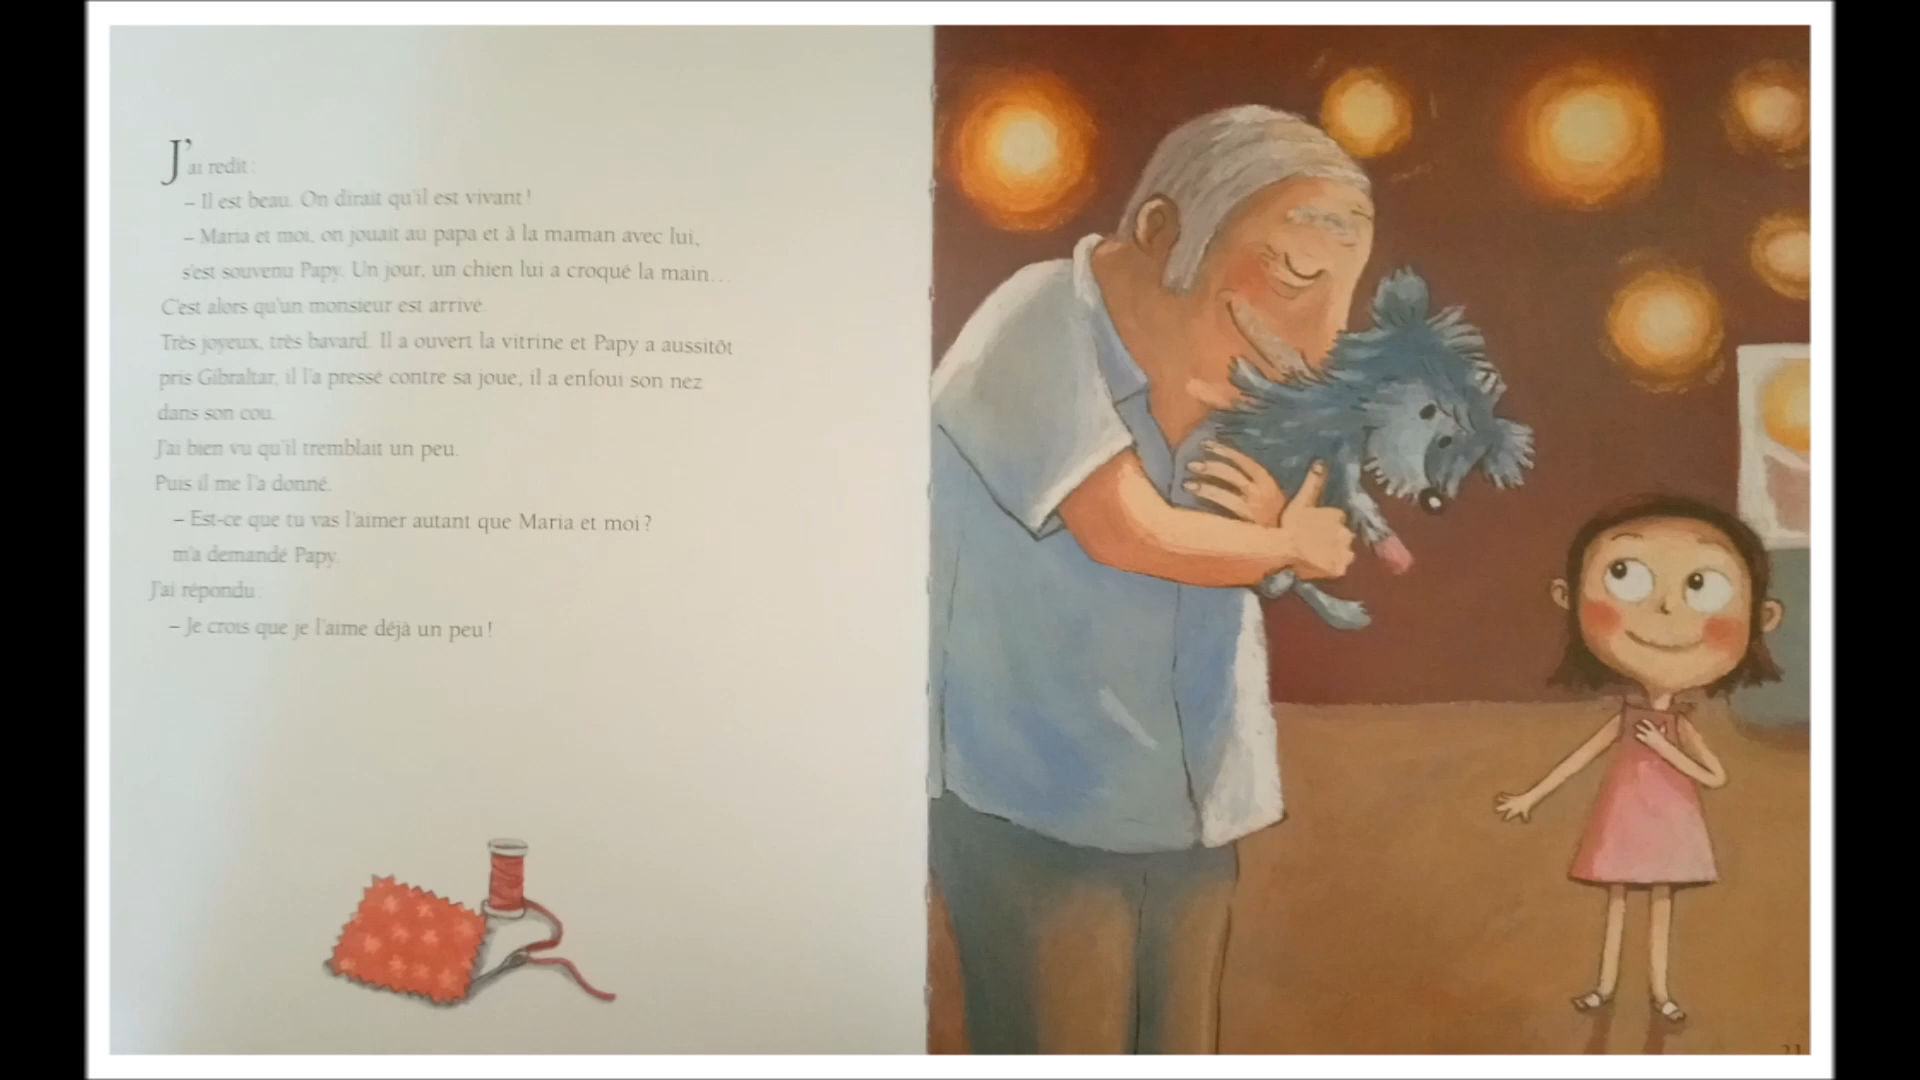 J'ai redit :
– Il est beau. On dirait qu'il est vivant !
– Maria et moi, on jouait au papa et à la maman avec lui,
s'est souvenu Papy. Un jour, un chien lui a croqué la main...
C'est alors qu'un monsieur est arrivé.
Très joyeux, très bavard. Il a ouvert la vitrine et Papy a aussitôt
pris Gibraltar, il l'a pressé contre sa joue, il a enfoui son nez
dans son cou.
J'ai bien vu qu'il tremblait un peu.
Puis il me l'a donné.
– Est-ce que tu vas l'aimer autant que Maria et moi ?
m'a demandé Papy.
J'ai répondu :
– Je crois que je l'aime déjà un peu !